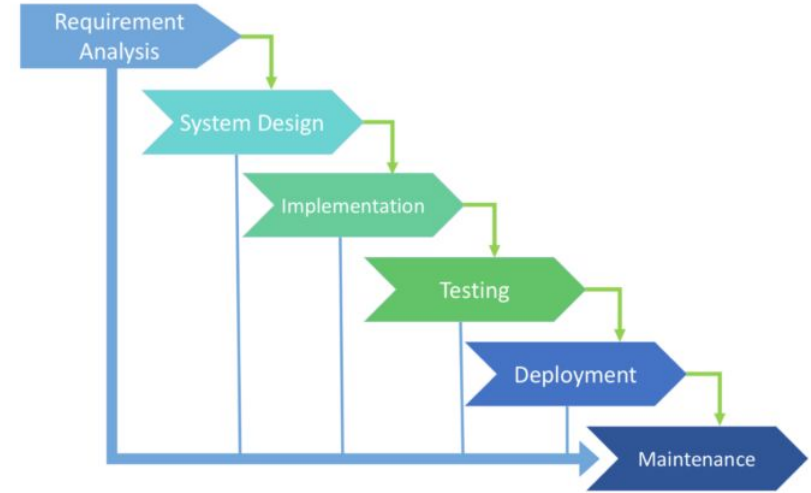 Requirement
Analysis
System Design
Implementation
Testing
Deployment
Maintenance